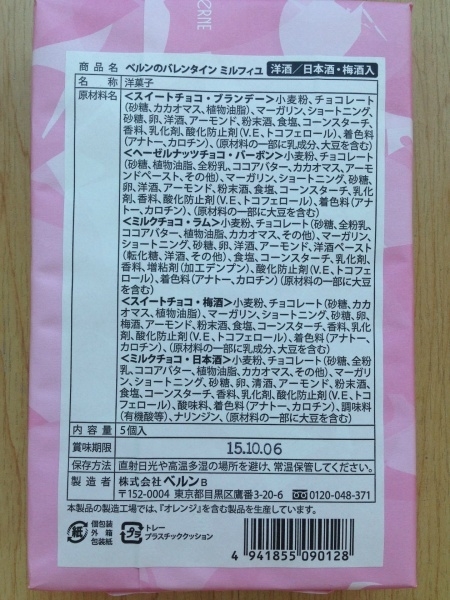 ERNE
商品名 ベルンのバレンタイン ミルフィユ 洋酒／日本酒・梅酒入
名称 洋菓子
原材料名 <スイートチョコ・ブランデー>小麦粉、チョコレート
(砂糖、カカオマス、植物油脂)、マーガリン、ショートニング、
砂糖、卵、洋酒、アーモンド、粉末酒、食塩、コーンスターチ、
香料、乳化剤、酸化防止剤(V.E、トコフェロール)、着色料
(アナトー、カロチン)、(原材料の一部に乳成分、大豆を含む)
<ヘーゼルナッツチョコ・バーボン>小麦粉、チョコレート
(砂糖、植物油脂、全粉乳、ココアバター、カカオマス、アーモ
ンドペースト、その他)、マーガリン、ショートニング、砂糖、
卵、洋酒、アーモンド、粉末酒、食塩、コーンスターチ、乳化
剤、香料、酸化防止剤(V.E、トコフェロール)、着色料(アナ
トー、カロチン)、(原材料の一部に大豆を含む)
<ミルクチョコ・ラム>小麦粉、チョコレート(砂糖、全粉乳、
ココアバター、植物油脂、カカオマス、その他)、マーガリン、
ショートニング、砂糖、卵、洋酒、アーモンド、洋酒ペースト
(転化糖、洋酒、その他)、食塩、コーンスターチ、乳化剤、
香料、増粘剤(加工デンプン)、酸化防止剤(V.E、トコフェ
ロール)、着色料(アナトー、カロチン) (原材料の一部に大豆
を含む)
<スイートチョコ・梅酒>小麦粉、チョコレート(砂糖、カカ
オマス、植物油脂)、マーガリン、ショートニング、砂糖、卵、
梅酒、アーモンド、粉末酒、食塩、コーンスターチ、香料、乳化
剤、酸化防止剤(V.E、トコフェロール)、着色料(アナトー、
カロチン)、(原材料の一部に乳成分、大豆を含む)
<ミルクチョコ・日本酒>小麦粉、チョコレート(砂糖、全粉
乳、ココアバター、植物油脂、カカオマス、その他)、マーガリ
ン、ショートニング、砂糖、卵、清酒、アーモンド、粉末酒、食
塩、コーンスターチ、香料、乳化剤、酸化防止剤(V.E、トコ
フェロール)、酸味料、着色料(アナトー、カロチン)、調味料
(有機酸等)、ナリンジン、(原材料の一部に大豆を含む)
内容量 5個入
賞味期限 15.10.06
保存方法 直射日光や高温多湿の場所を避け、常温保管してください。
製造者 株式会社ベルンB
〒152-0004 東京都目黒区鷹番3-20-6 0120-048-371
本製品の製造工場では、「オレンジ」を含む製品を生産しています。
紙 個包装 外箱 包装紙 プラ トレー プラスチッククッション
4 941855 090128